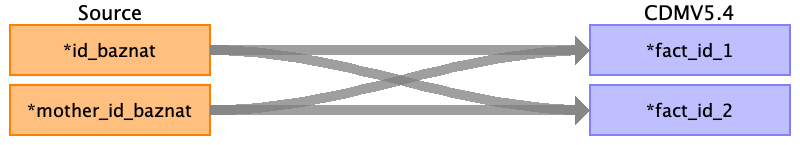 Source CDMV5.4
*id_baznat *fact_id_1
*mother_id_baznat *fact_id_2